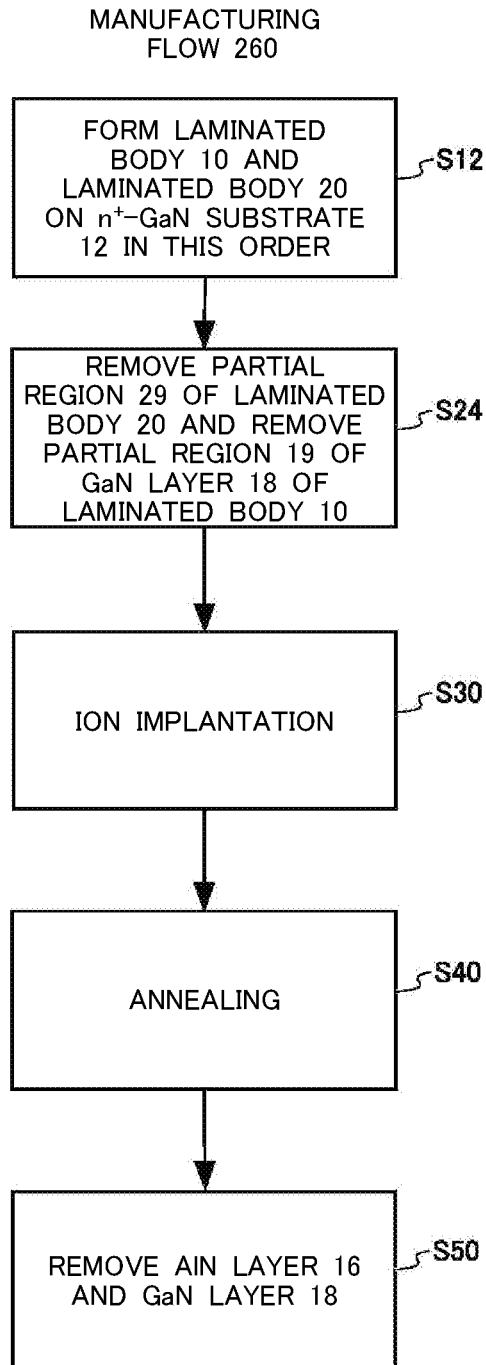 MANUFACTURING
FLOW 260
FORM LAMINATED
BODY 10 AND
LAMINATED BODY 20
ON n⁺-GaN SUBSTRATE
12 IN THIS ORDER
S12
REMOVE PARTIAL
REGION 29 OF LAMINATED
BODY 20 AND REMOVE
PARTIAL REGION 19 OF
GaN LAYER 18 OF
LAMINATED BODY 10
S24
ION IMPLANTATION
S30
ANNEALING
S40
REMOVE AlN LAYER 16
AND GaN LAYER 18
S50